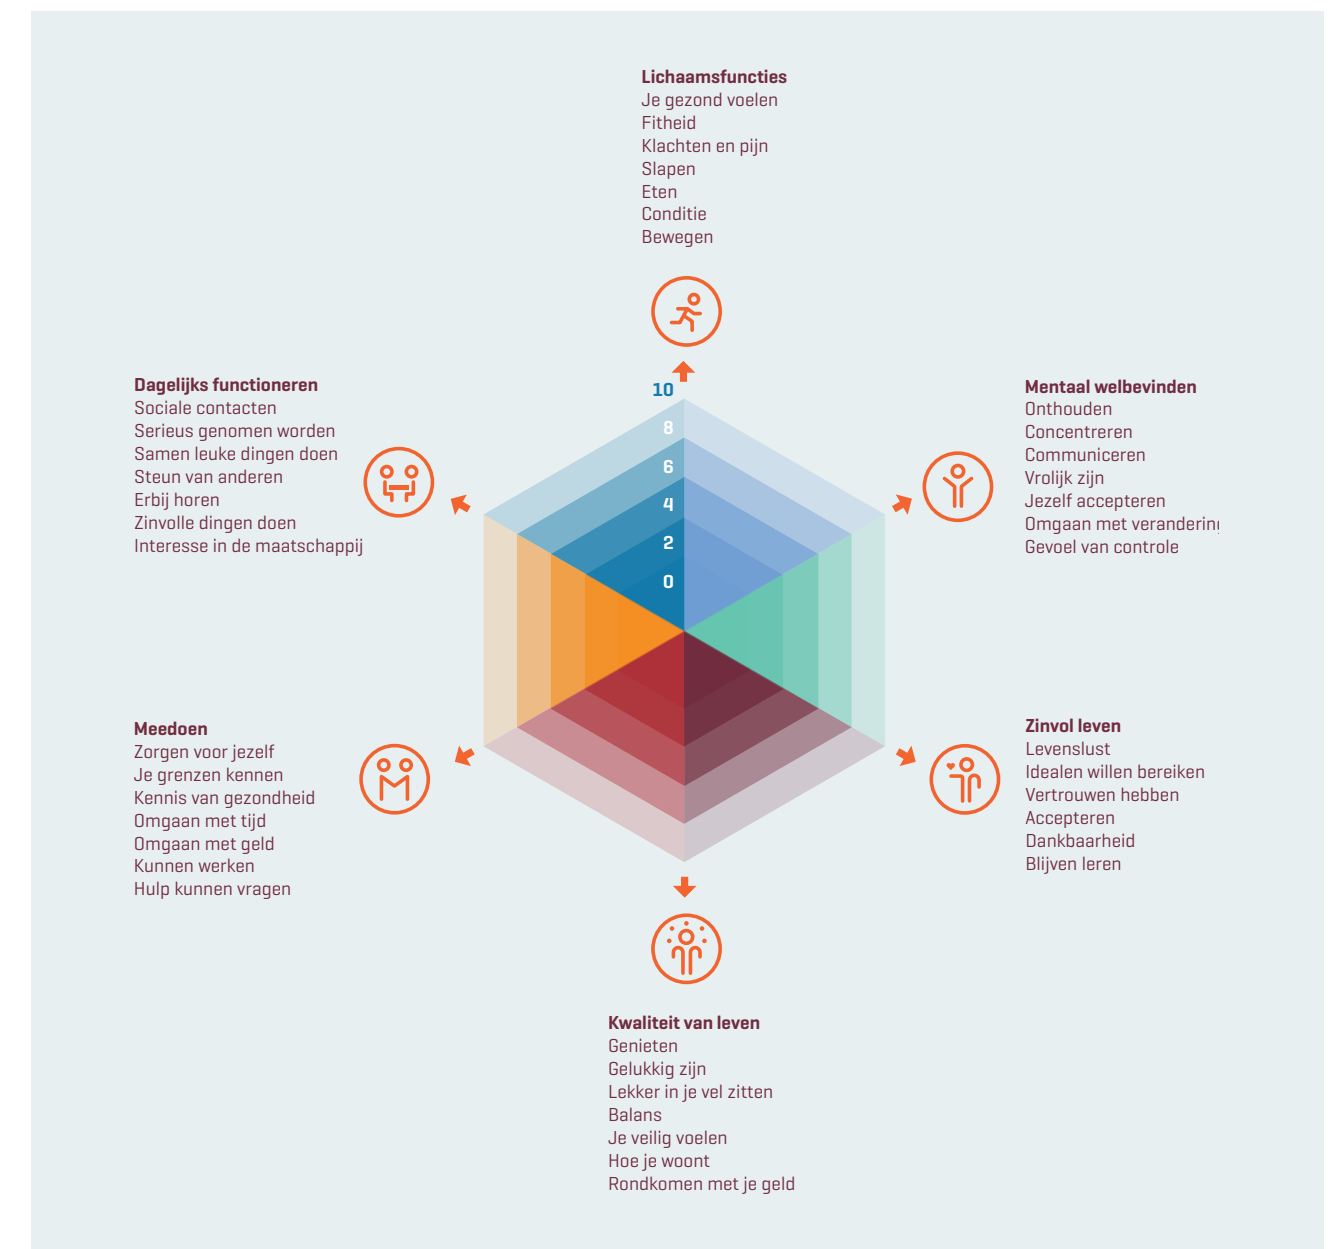 Lichaamsfuncties
Je gezond voelen
Fitheid
Klachten en pijn
Slapen
Eten
Conditie
Bewegen
Dagelijks functioneren
Sociale contacten
Serieus genomen worden
Samen leuke dingen doen
Steun van anderen
Erbij horen
Zinvolle dingen doen
Interesse in de maatschappij
10
8
6
4
2
0
Mentaal welbevinden
Onthouden
Concentreren
Communiceren
Vrolijk zijn
Jezelf accepteren
Omgaan met verandering
Gevoel van controle
Meedoen
Zorgen voor jezelf
Je grenzen kennen
Kennis van gezondheid
Omgaan met tijd
Omgaan met geld
Kunnen werken
Hulp kunnen vragen
Zinvol leven
Levenslust
Idealen willen bereiken
Vertrouwen hebben
Accepteren
Dankbaarheid
Blijven leren
Kwaliteit van leven
Genieten
Gelukkig zijn
Lekker in je vel zitten
Balans
Je veilig voelen
Hoe je woont
Rondkomen met je geld